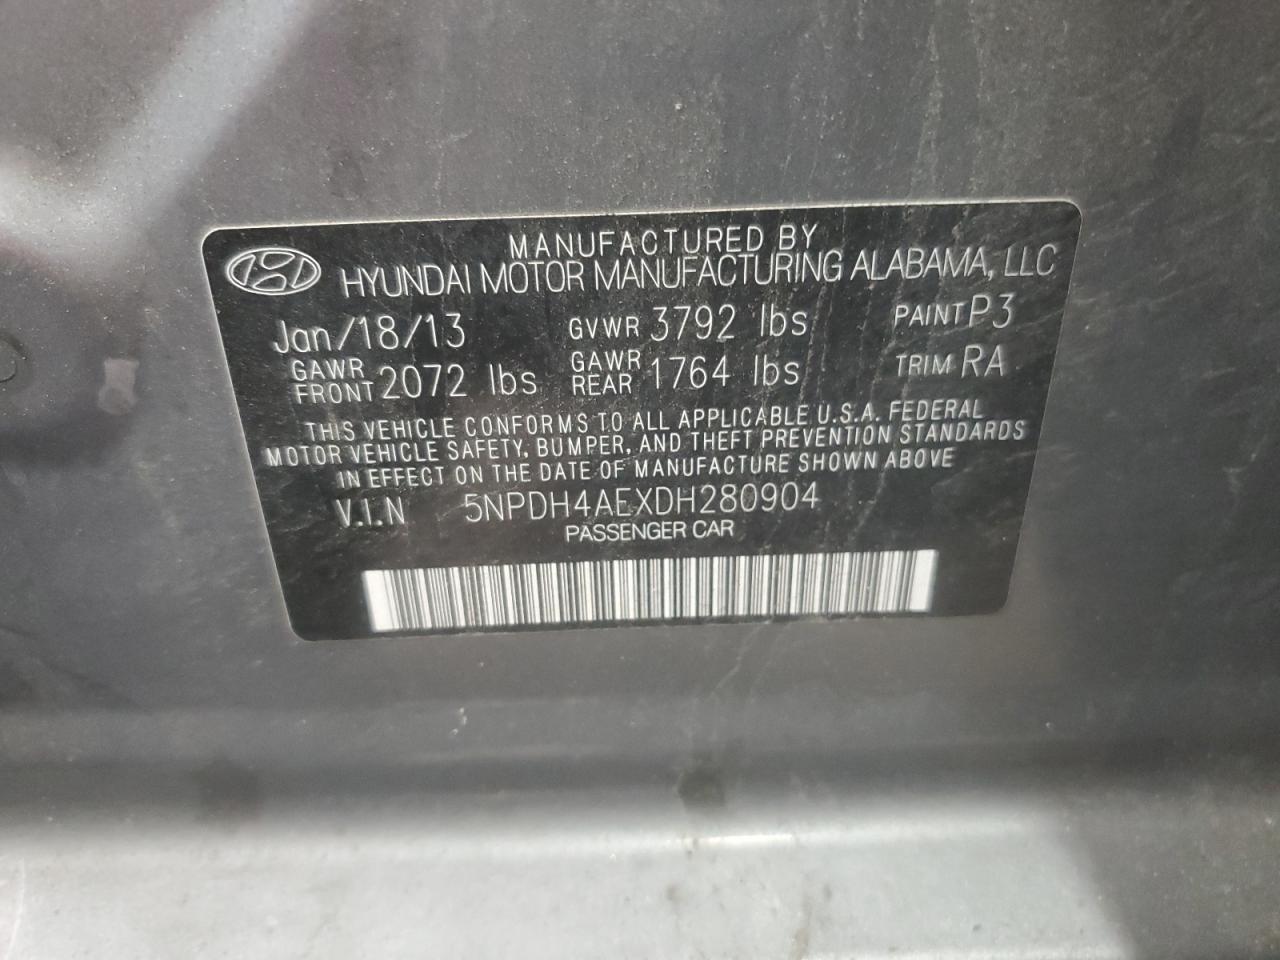 MANUFACTURED BY
HYUNDAI MOTOR MANUFACTURING ALABAMA, LLC
Jan/18/13 GVWR 3792 lbs PAINT P3
GAWR FRONT 2072 lbs GAWR REAR 1764 lbs TRIM RA
THIS VEHICLE CONFORMS TO ALL APPLICABLE U.S.A. FEDERAL
MOTOR VEHICLE SAFETY, BUMPER, AND THEFT PREVENTION STANDARDS
IN EFFECT ON THE DATE OF MANUFACTURE SHOWN ABOVE
V.I.N 5NPDH4AEXDH280904
PASSENGER CAR